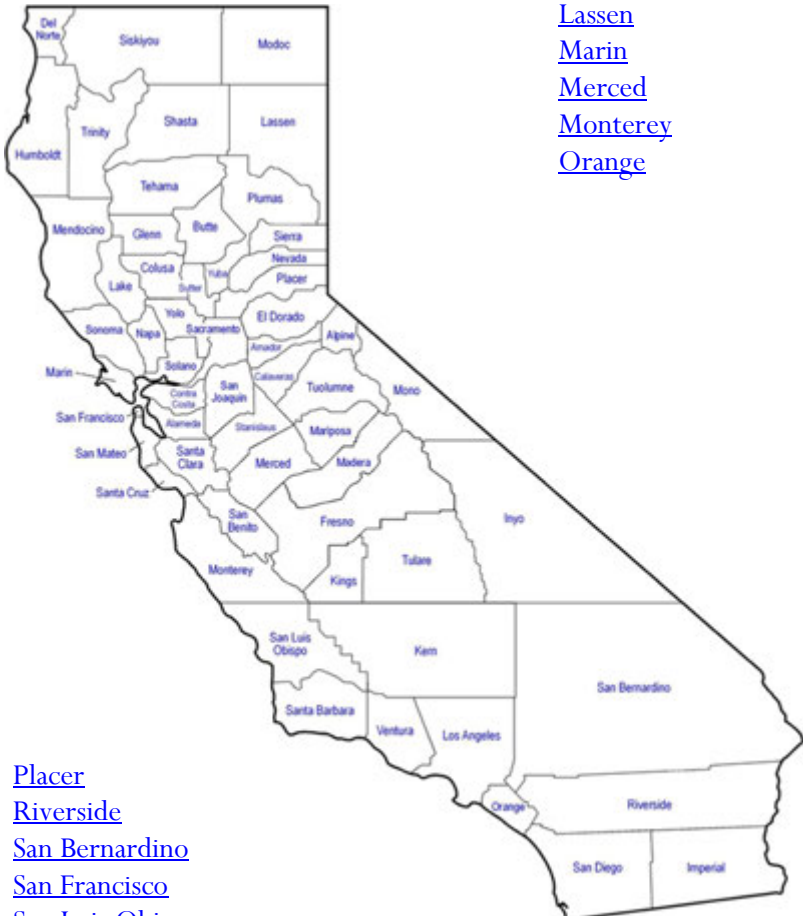 Lassen
Marin
Merced
Monterey
Orange
Del
Norte
Siskiyou
Modoc
Humboldt
Trinity
Shasta
Lassen
Tehama
Plumas
Mendocino
Glenn
Butte
Sierra
Nevada
Placer
Colusa
Lake
Sutter
Yuba
Yolo
El Dorado
Sonoma
Napa
Sacramento
Alpine
Amador
Solano
Calaveras
Marin
Contra
Costa
San
Joaquin
Tuolumne
Mono
San Francisco
Alameda
Stanislaus
Mariposa
San Mateo
Santa
Clara
Merced
Madera
Santa Cruz
San
Benito
Fresno
Inyo
Monterey
Kings
Tulare
San Luis
Obispo
Kern
San Bernardino
Santa Barbara
Ventura
Los Angeles
Orange
Riverside
San Diego
Imperial
Placer
Riverside
San Bernardino
San Francisco